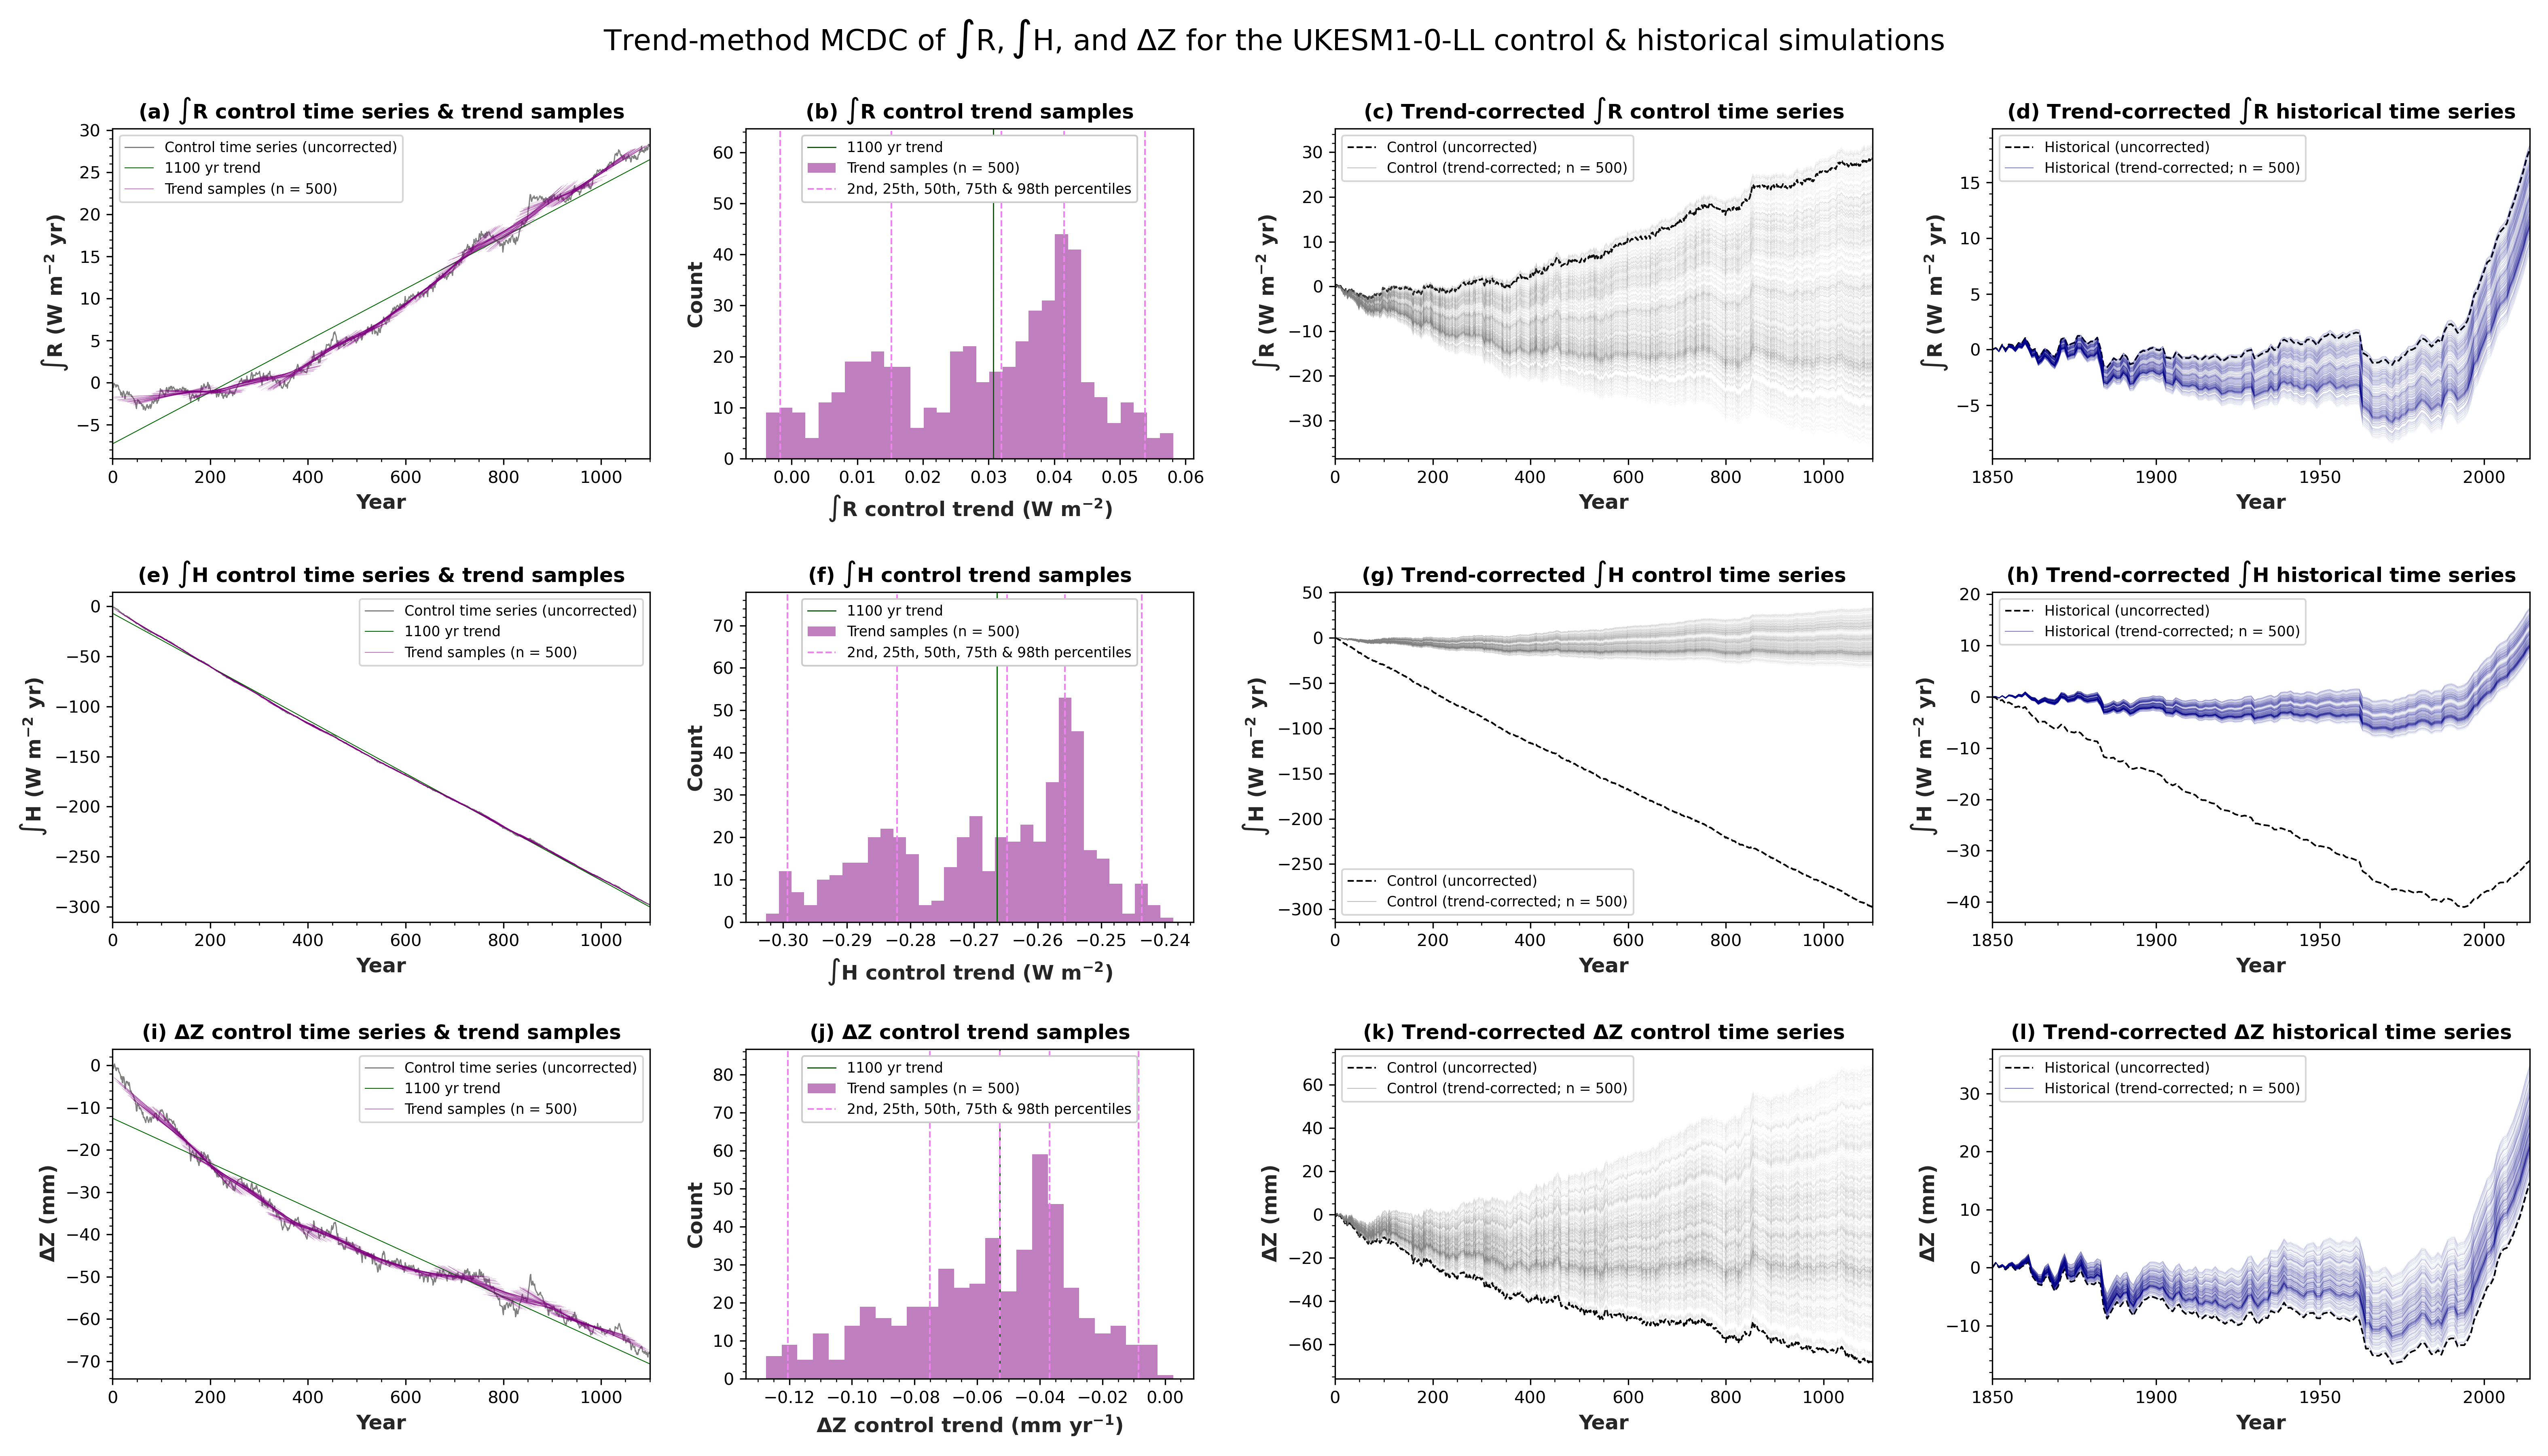 Trend-method MCDC of ∫R, ∫H, and ΔZ for the UKESM1-0-LL control & historical simulations
(a) ∫R control time series & trend samples
30
25
20
15
10
5
0
−5
∫R (W m⁻² yr)
Control time series (uncorrected)
1100 yr trend
Trend samples (n = 500)
0 200 400 600 800 1000
Year
(b) ∫R control trend samples
60
50
40
30
20
10
0
Count
1100 yr trend
Trend samples (n = 500)
2nd, 25th, 50th, 75th & 98th percentiles
0.00 0.01 0.02 0.03 0.04 0.05 0.06
∫R control trend (W m⁻²)
(c) Trend-corrected ∫R control time series
30
20
10
0
−10
−20
−30
∫R (W m⁻² yr)
Control (uncorrected)
Control (trend-corrected; n = 500)
0 200 400 600 800 1000
Year
(d) Trend-corrected ∫R historical time series
15
10
5
0
−5
∫R (W m⁻² yr)
Historical (uncorrected)
Historical (trend-corrected; n = 500)
1850 1900 1950 2000
Year
(e) ∫H control time series & trend samples
0
−50
−100
−150
−200
−250
−300
∫H (W m⁻² yr)
Control time series (uncorrected)
1100 yr trend
Trend samples (n = 500)
0 200 400 600 800 1000
Year
(f) ∫H control trend samples
70
60
50
40
30
20
10
0
Count
1100 yr trend
Trend samples (n = 500)
2nd, 25th, 50th, 75th & 98th percentiles
−0.30 −0.29 −0.28 −0.27 −0.26 −0.25 −0.24
∫H control trend (W m⁻²)
(g) Trend-corrected ∫H control time series
50
0
−50
−100
−150
−200
−250
−300
∫H (W m⁻² yr)
Control (uncorrected)
Control (trend-corrected; n = 500)
0 200 400 600 800 1000
Year
(h) Trend-corrected ∫H historical time series
20
10
0
−10
−20
−30
−40
∫H (W m⁻² yr)
Historical (uncorrected)
Historical (trend-corrected; n = 500)
1850 1900 1950 2000
Year
(i) ΔZ control time series & trend samples
0
−10
−20
−30
−40
−50
−60
−70
ΔZ (mm)
Control time series (uncorrected)
1100 yr trend
Trend samples (n = 500)
0 200 400 600 800 1000
Year
(j) ΔZ control trend samples
80
70
60
50
40
30
20
10
0
Count
1100 yr trend
Trend samples (n = 500)
2nd, 25th, 50th, 75th & 98th percentiles
−0.12 −0.10 −0.08 −0.06 −0.04 −0.02 0.00
ΔZ control trend (mm yr⁻¹)
(k) Trend-corrected ΔZ control time series
60
40
20
0
−20
−40
−60
ΔZ (mm)
Control (uncorrected)
Control (trend-corrected; n = 500)
0 200 400 600 800 1000
Year
(l) Trend-corrected ΔZ historical time series
30
20
10
0
−10
ΔZ (mm)
Historical (uncorrected)
Historical (trend-corrected; n = 500)
1850 1900 1950 2000
Year